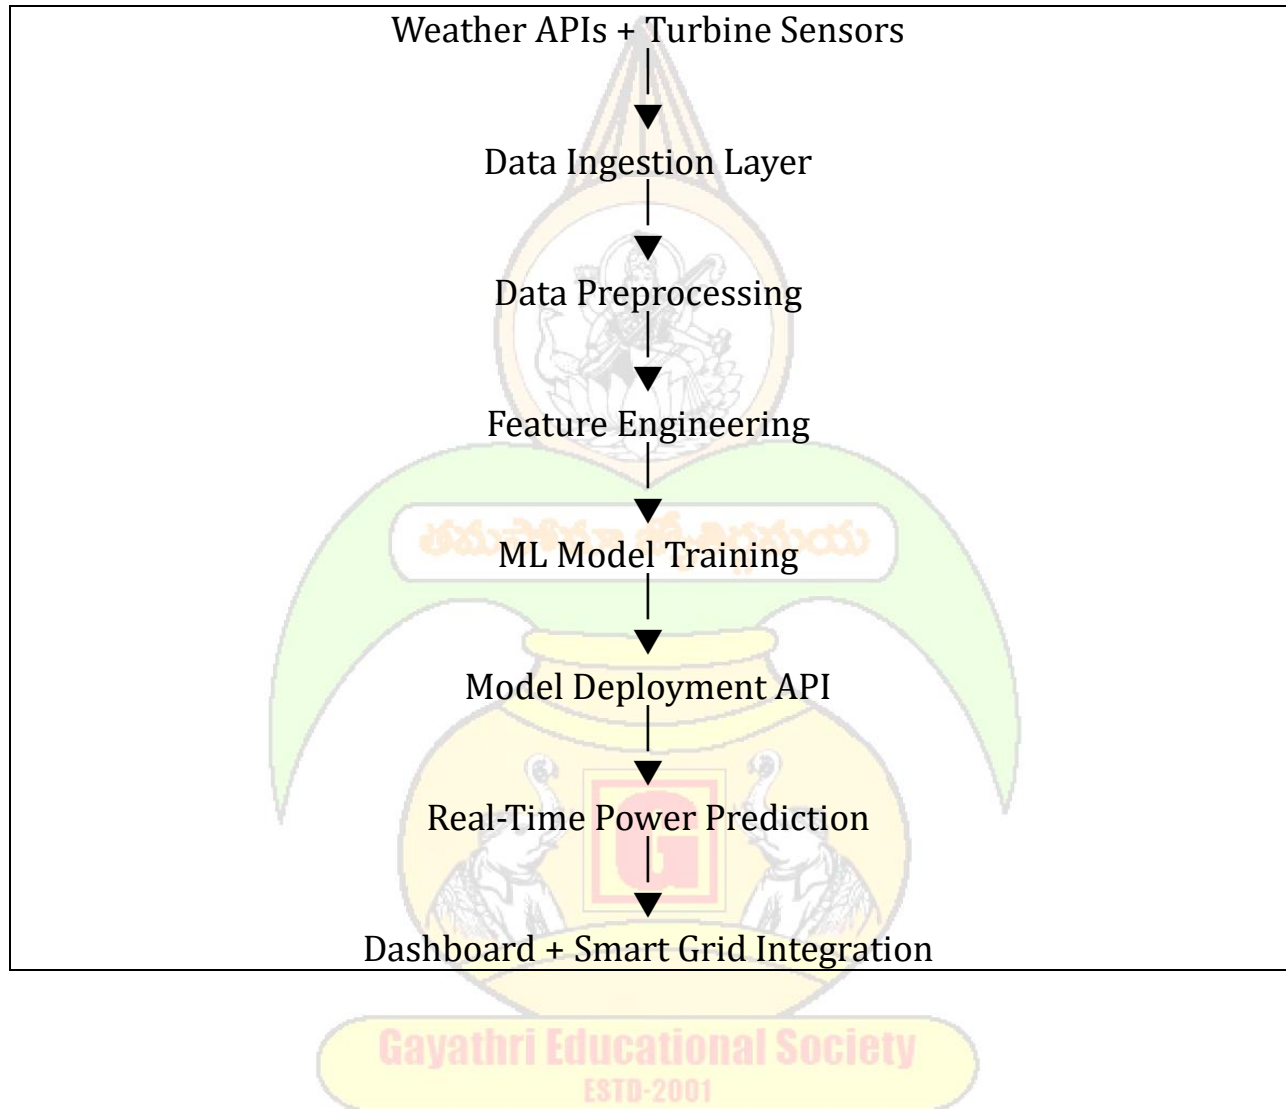 Weather APIs + Turbine Sensors
Data Ingestion Layer
Data Preprocessing
Feature Engineering
ML Model Training
Model Deployment API
Real-Time Power Prediction
G
Dashboard + Smart Grid Integration
Gayathri Educational Society
ESTD-2001